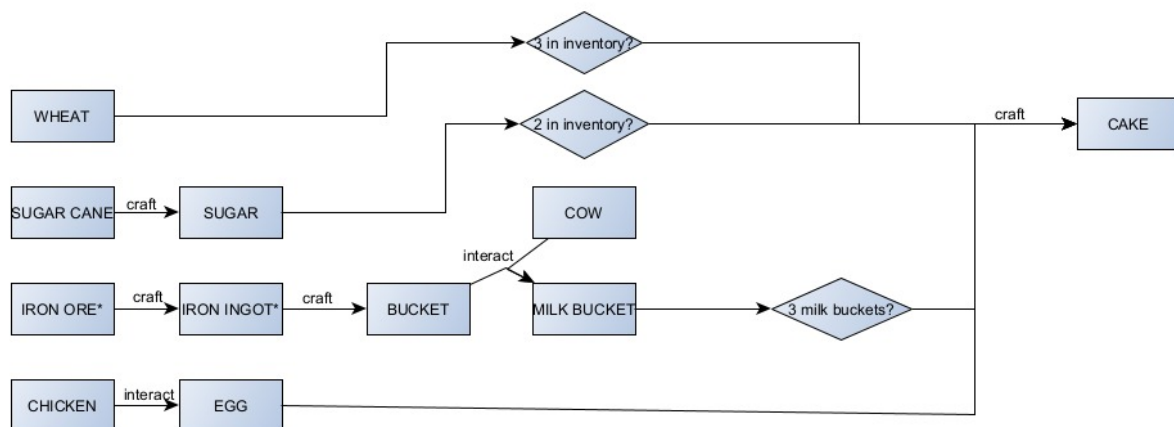 3 in inventory?
WHEAT
2 in inventory?
craft
CAKE
SUGAR CANE
craft
SUGAR
COW
interact
IRON ORE*
craft
IRON INGOT*
craft
BUCKET
MILK BUCKET
3 milk buckets?
CHICKEN
interact
EGG